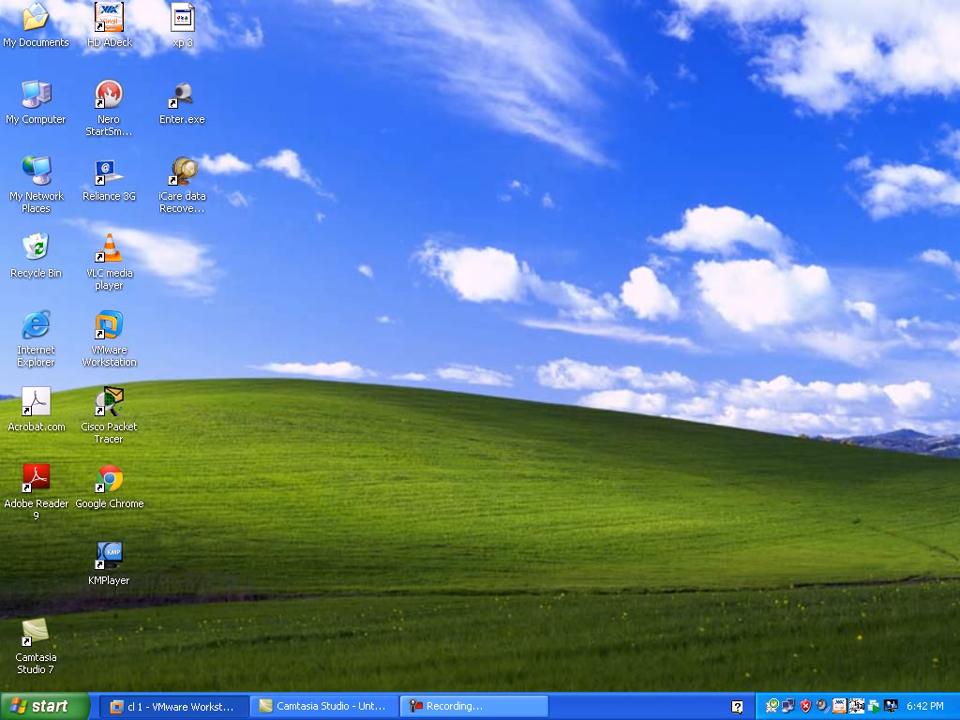 My Documents
HD ADeck
xp 3
My Computer
Nero
StartSm...
Enter.exe
My Network
Places
Reliance 3G
iCare data
Recove...
Recycle Bin
VLC media
player
Internet
Explorer
VMware
Workstation
Acrobat.com
Cisco Packet
Tracer
Adobe Reader
9
Google Chrome
KMPlayer
Camtasia
Studio 7
start
cl 1 - VMware Workst...
Camtasia Studio - Unt...
Recording...
6:42 PM